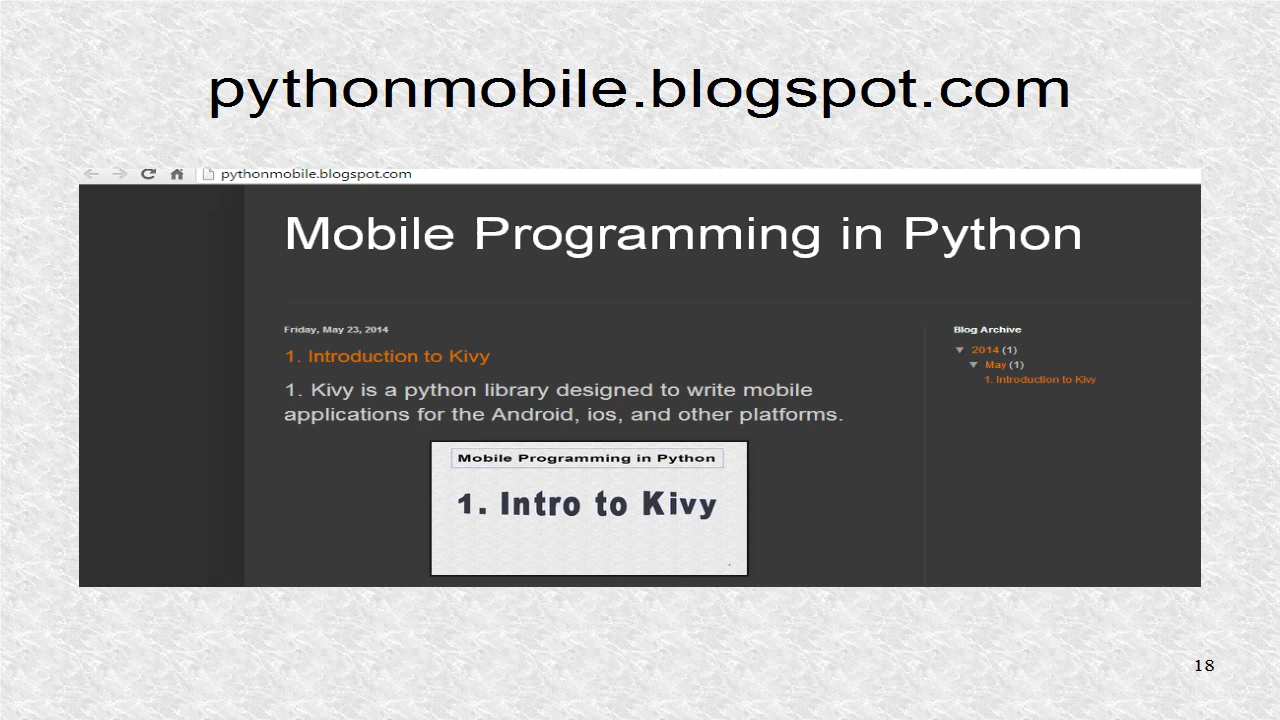 pythonmobile.blogspot.com
pythonmobile.blogspot.com
Mobile Programming in Python
Friday, May 23, 2014
1. Introduction to Kivy
1. Kivy is a python library designed to write mobile
applications for the Android, ios, and other platforms.
Mobile Programming in Python
1. Intro to Kivy
Blog Archive
▼ 2014 (1)
▼ May (1)
1. Introduction to Kivy
18